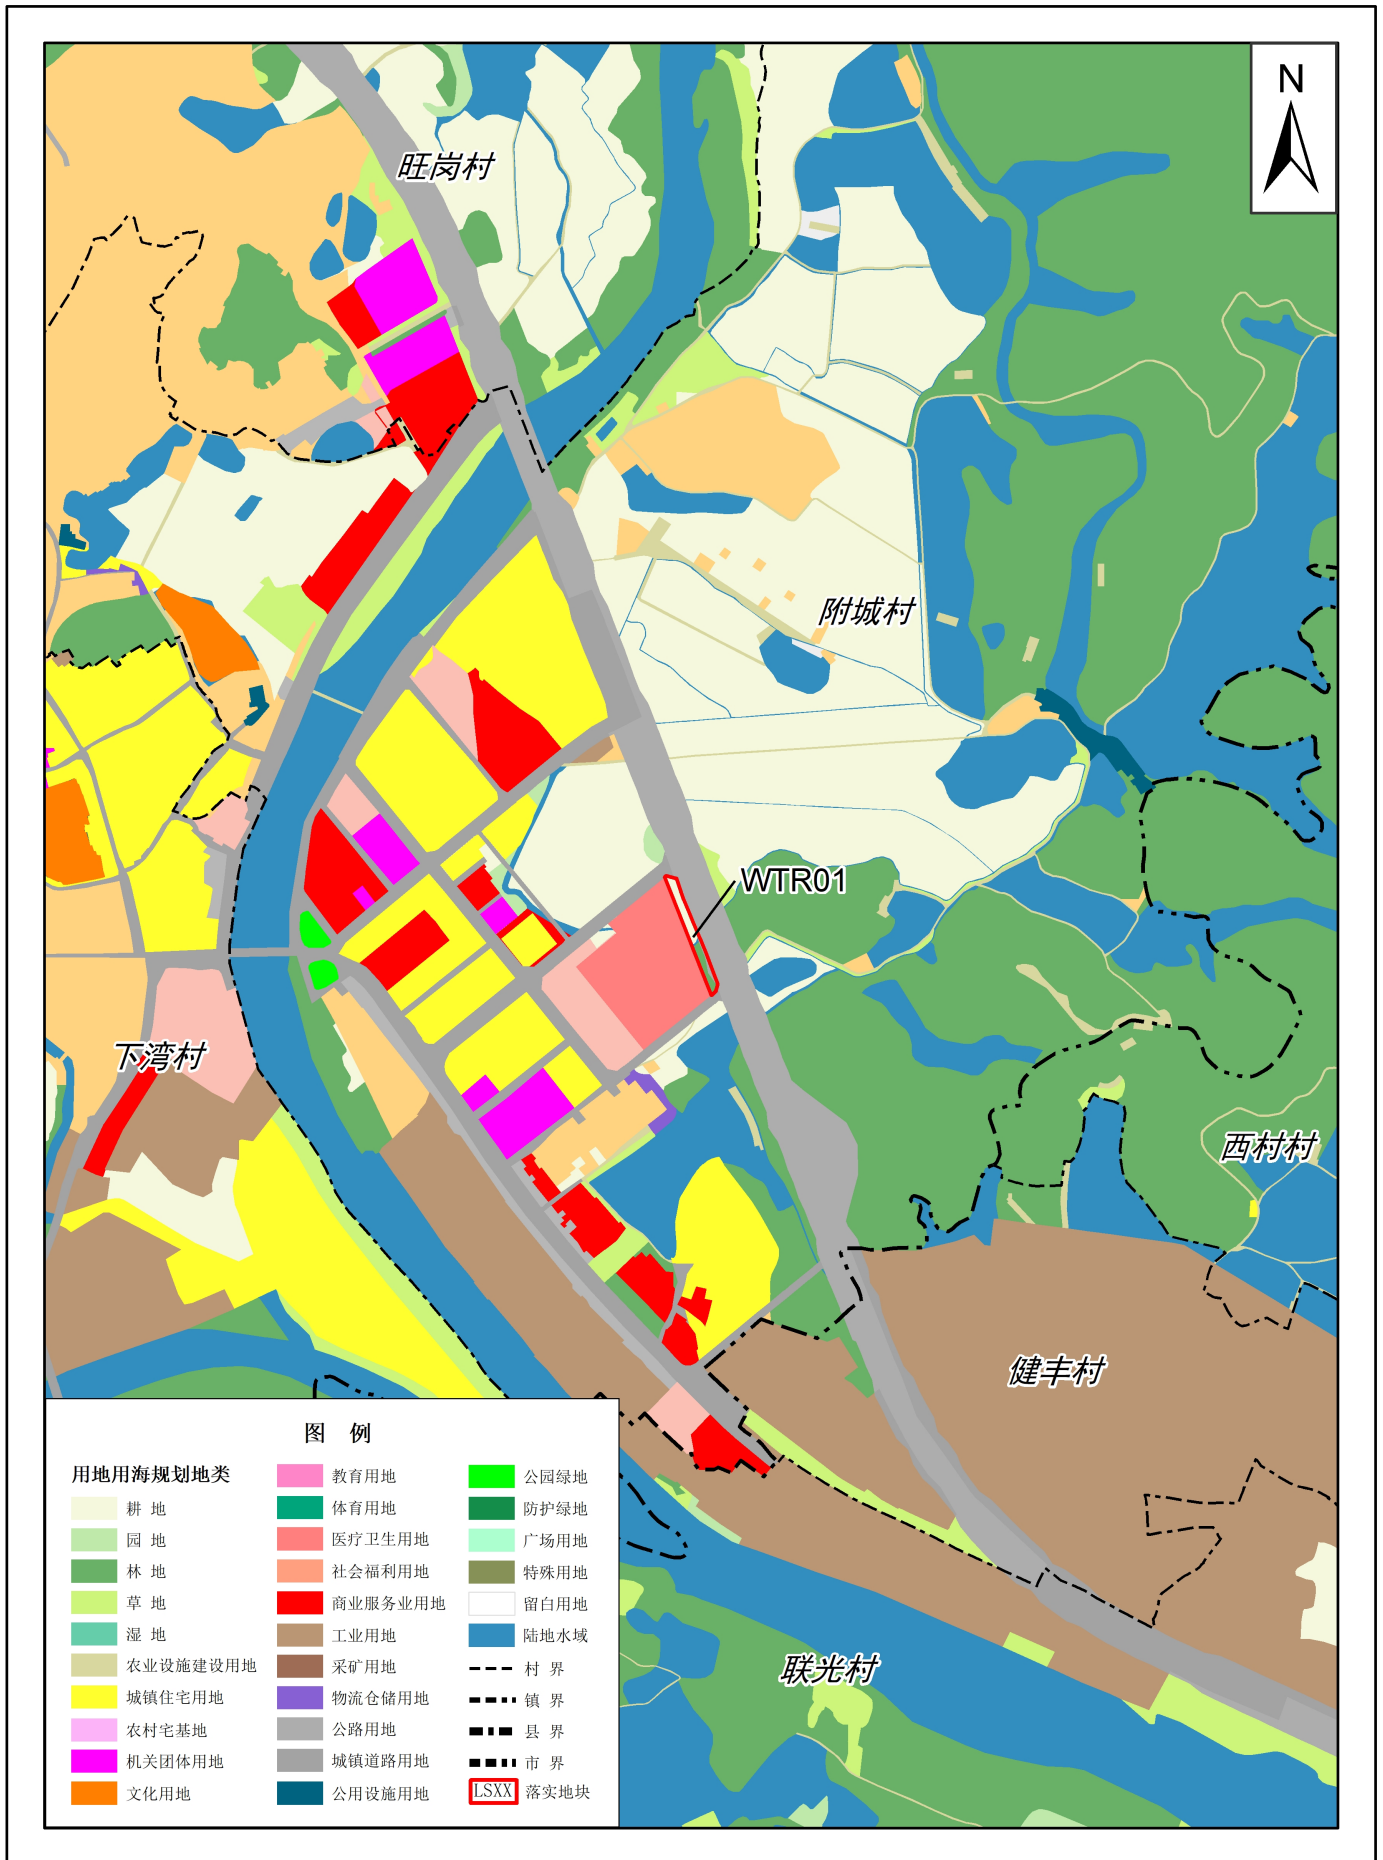 N
旺岗村
附城村
WTR01
下湾村
西村村
健丰村
联光村
图 例
用地用海规划地类
耕 地
园 地
林 地
草 地
湿 地
农业设施建设用地
城镇住宅用地
农村宅基地
机关团体用地
文化用地
教育用地
体育用地
医疗卫生用地
社会福利用地
商业服务业用地
工业用地
采矿用地
物流仓储用地
公路用地
城镇道路用地
公用设施用地
公园绿地
防护绿地
广场用地
特殊用地
留白用地
陆地水域
村 界
镇 界
县 界
市 界
LSXX 落实地块